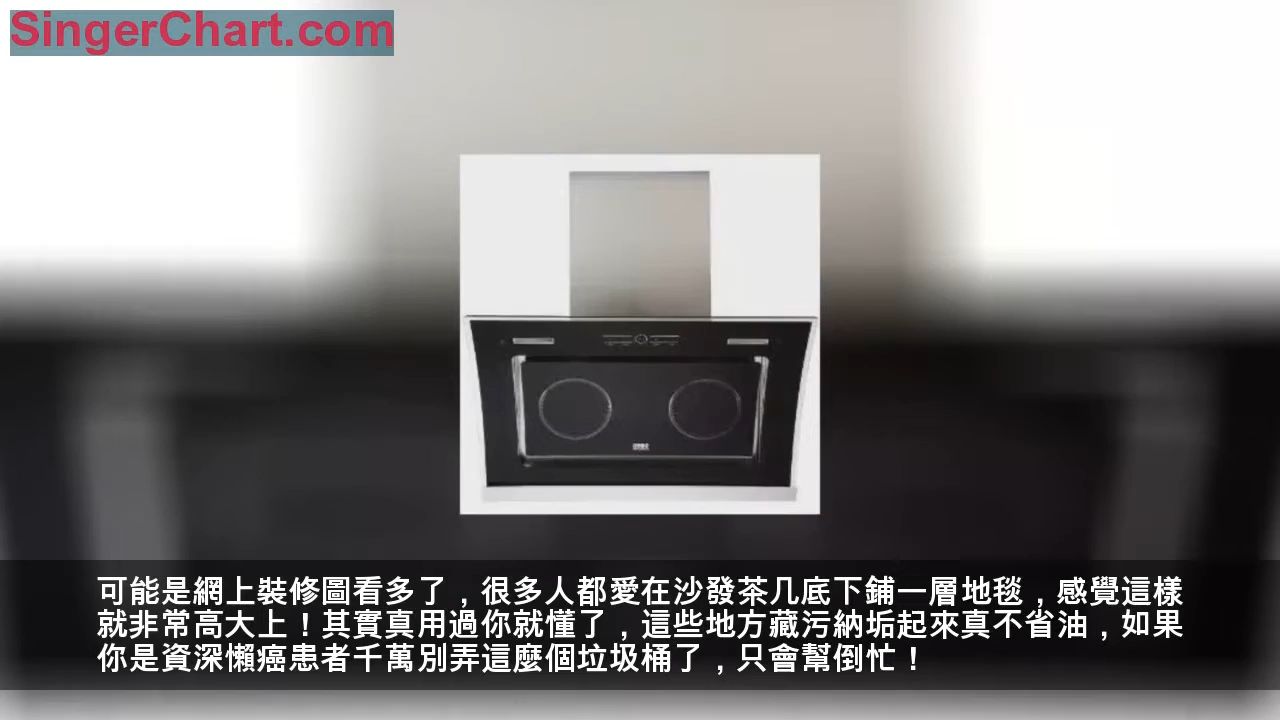 SingerChart.com
可能是網上裝修圖看多了，很多人都愛在沙發茶几底下鋪一層地毯，感覺這樣
就非常高大上！其實真用過你就懂了，這些地方藏污納垢起來真不省油，如果
你是資深懶癌患者千萬別弄這麼個垃圾桶了，只會幫倒忙！